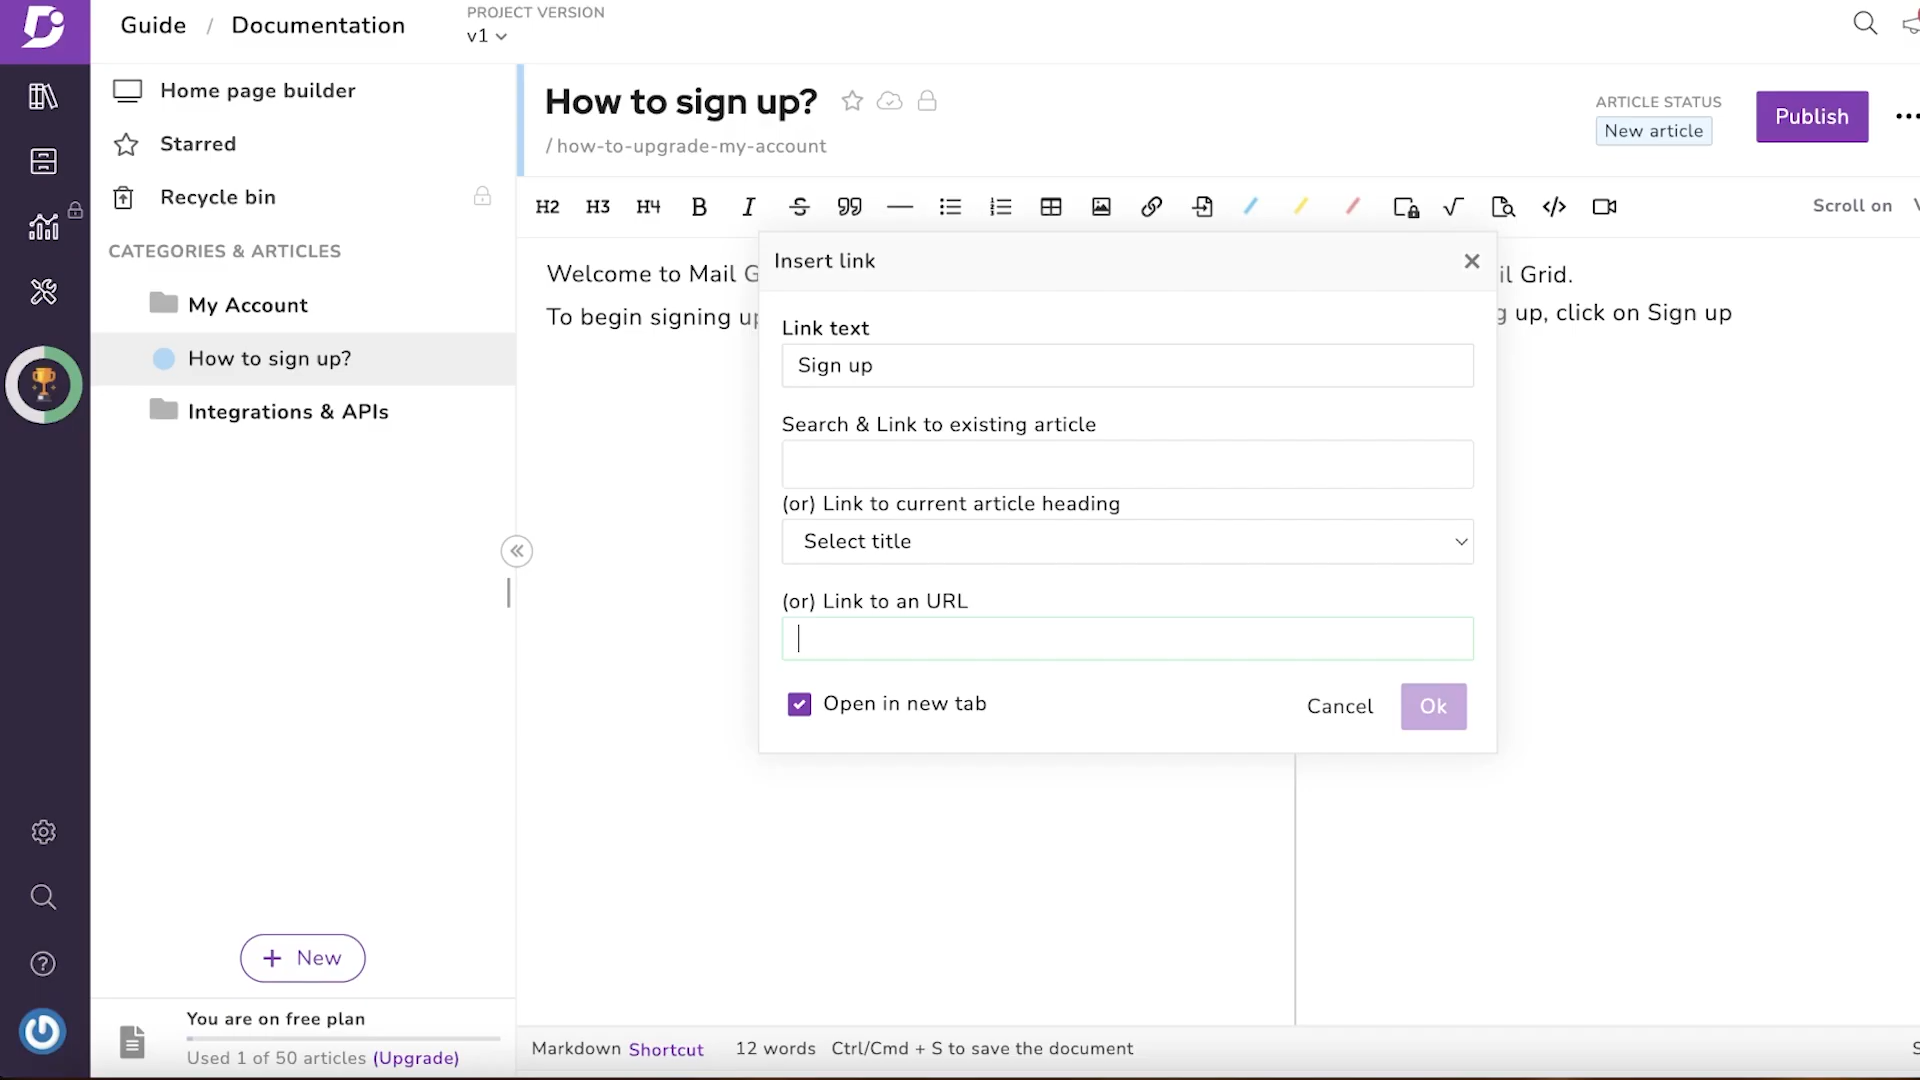 Guide / Documentation
PROJECT VERSION
v1
Home page builder
Starred
Recycle bin
CATEGORIES & ARTICLES
My Account
How to sign up?
Integrations & APIs
+ New
You are on free plan
Used 1 of 50 articles (Upgrade)
How to sign up?
/ how-to-upgrade-my-account
ARTICLE STATUS
New article
Publish
H2 H3 H4 B I S
Scroll on
Welcome to Mail G
To begin signing up
il Grid.
g up, click on Sign up
Insert link
Link text
Sign up
Search & Link to existing article
(or) Link to current article heading
Select title
(or) Link to an URL
Open in new tab
Cancel
Ok
Markdown Shortcut 12 words Ctrl/Cmd + S to save the document